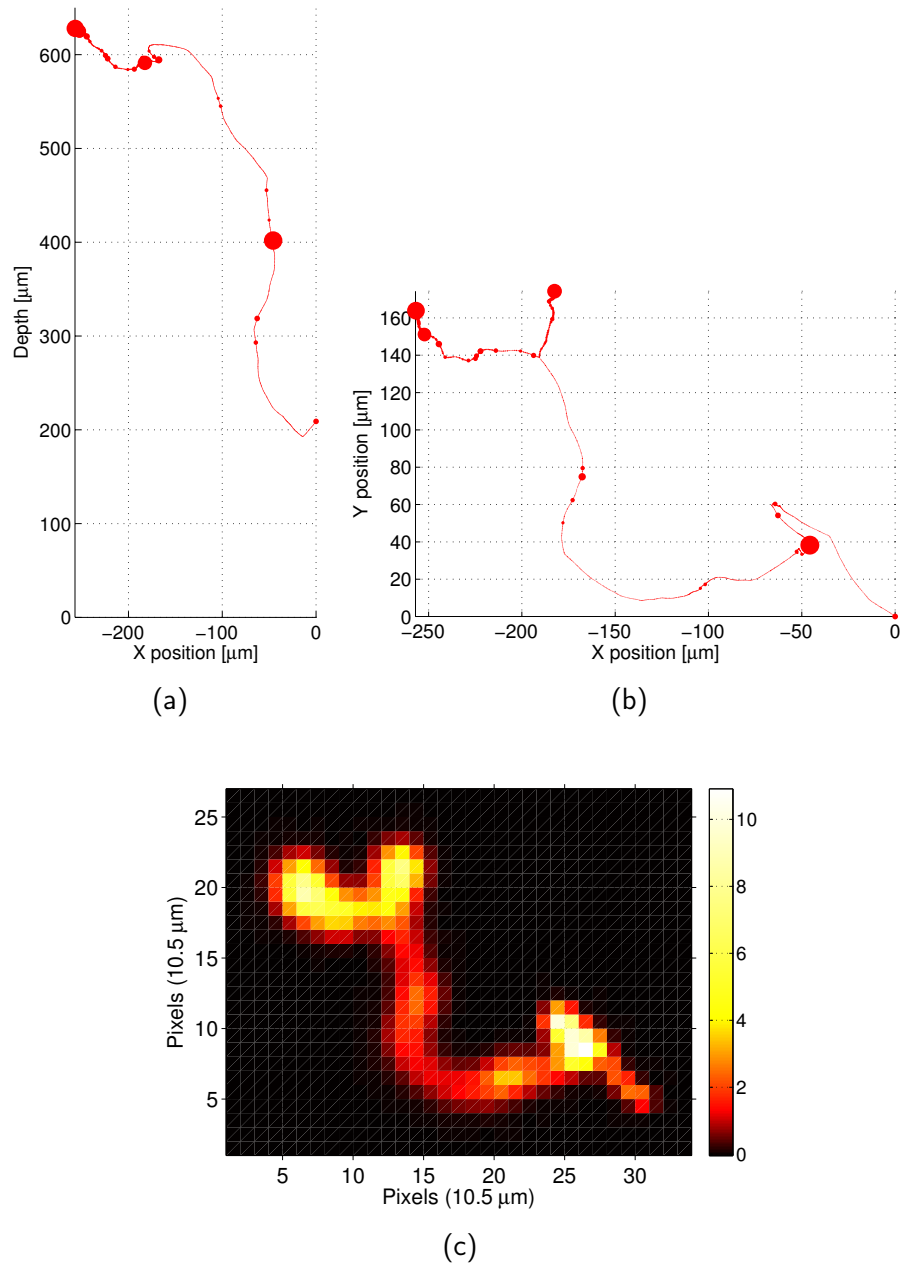 600
500
400
300
200
100
0
Depth [μm]
−200 −100 0
X position [μm]
(a)
160
140
120
100
80
60
40
20
0
Y position [μm]
−250 −200 −150 −100 −50 0
X position [μm]
(b)
25
20
15
10
5
Pixels (10.5 μm)
5 10 15 20 25 30
Pixels (10.5 μm)
10
8
6
4
2
0
(c)